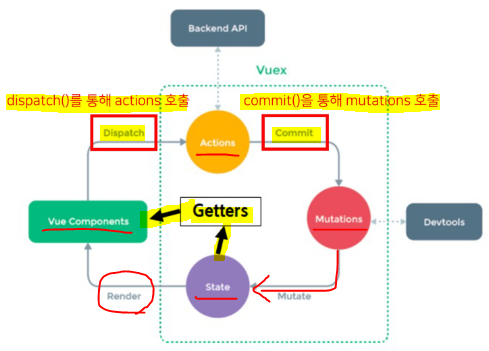 Backend API
Vuex
dispatch()를 통해 actions 호출
commit()을 통해 mutations 호출
Dispatch
Actions
Commit
Vue Components
Getters
Mutations
Devtools
Render
State
Mutate